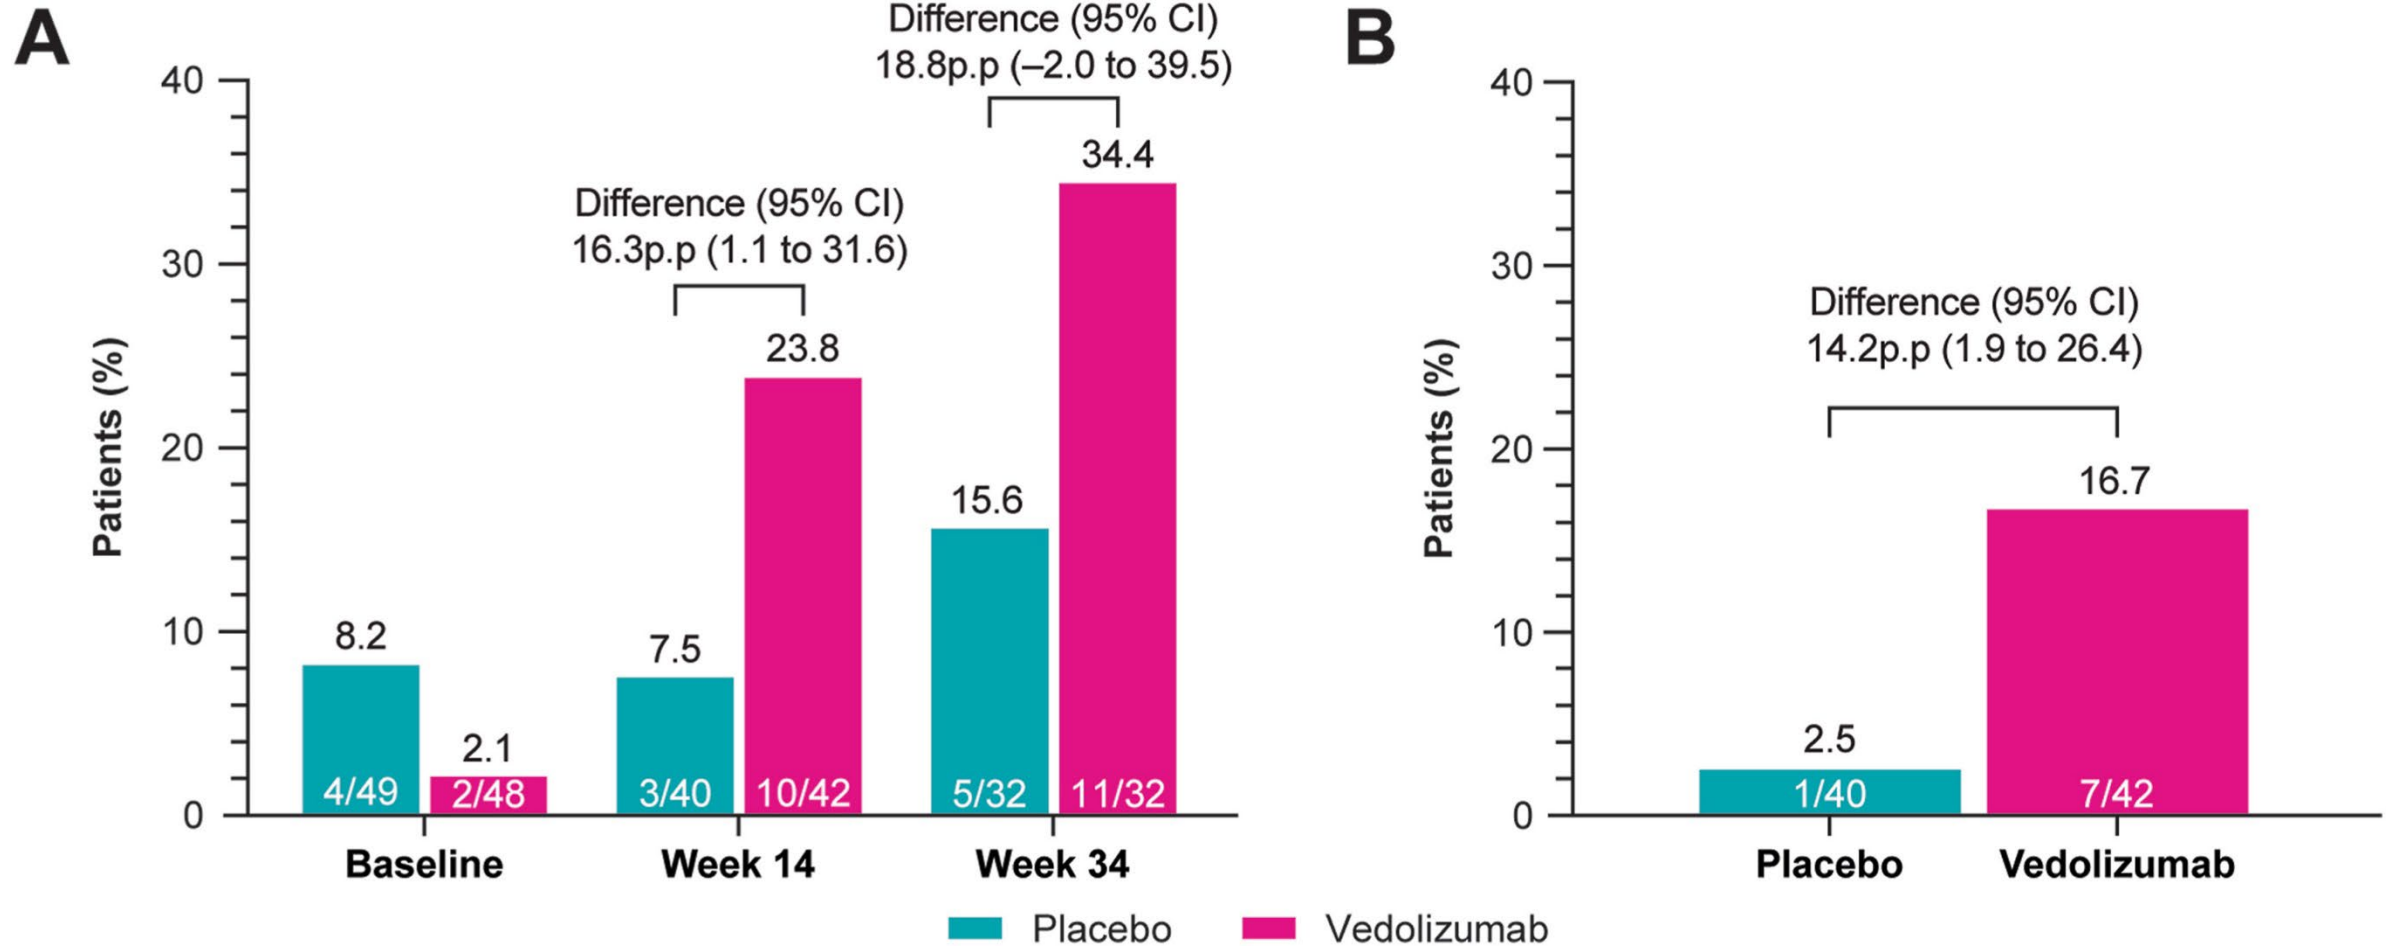 A
Difference (95% CI)
18.8p.p (–2.0 to 39.5)
Difference (95% CI)
16.3p.p (1.1 to 31.6)
Patients (%)
40
30
20
10
0
8.2
2.1
7.5
23.8
15.6
34.4
4/49
2/48
3/40
10/42
5/32
11/32
Baseline
Week 14
Week 34
B
Difference (95% CI)
14.2p.p (1.9 to 26.4)
Patients (%)
40
30
20
10
0
2.5
16.7
1/40
7/42
Placebo
Vedolizumab
Placebo
Vedolizumab